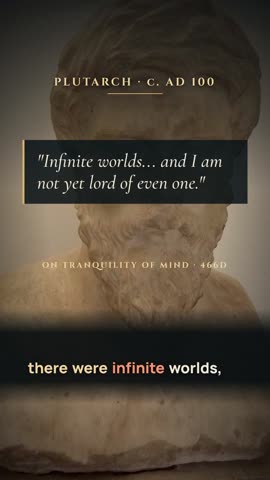 PLUTARCH · C. AD 100
"Infinite worlds... and I am
not yet lord of even one."
ON TRANQUILITY OF MIND · 466D
there were infinite worlds,